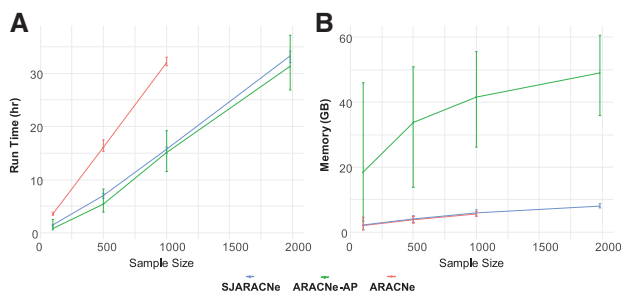 A
B
Run Time (hr)
30
20
10
0
0 500 1000 1500 2000
Sample Size
Memory (GB)
60
40
20
0
0 500 1000 1500 2000
Sample Size
SJARACNe ARACNe-AP ARACNe